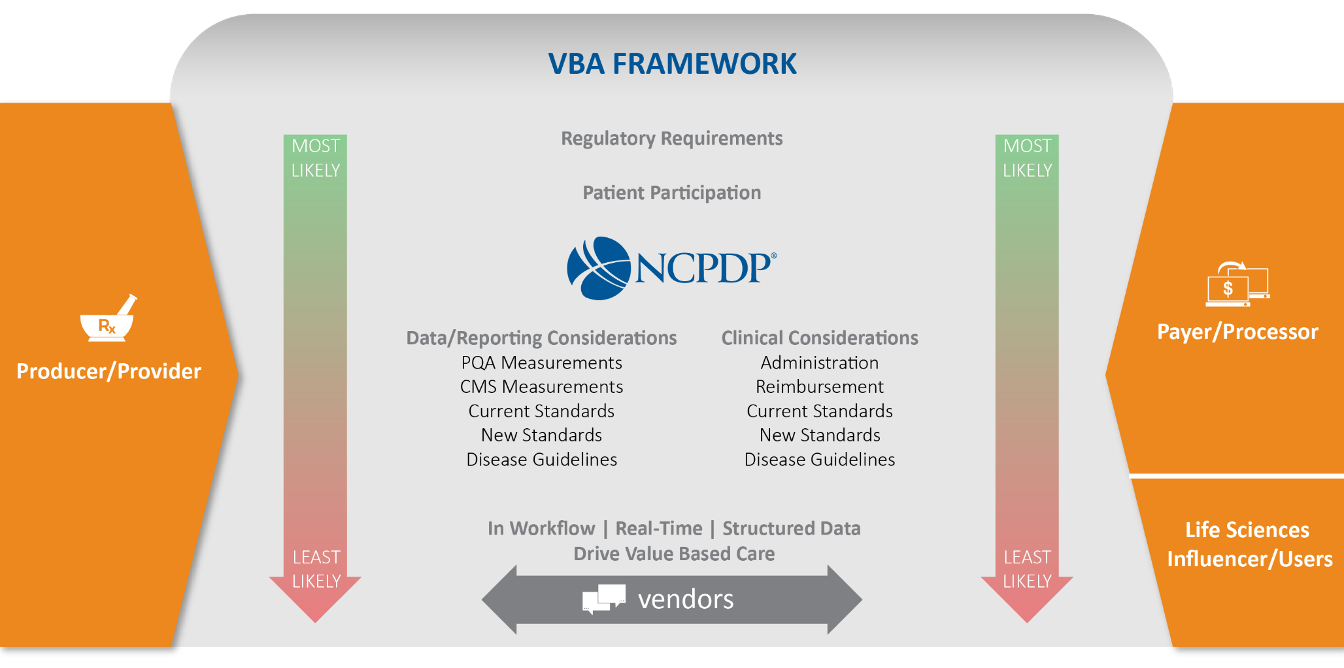 VBA FRAMEWORK
Regulatory Requirements
Patient Participation
NCPDP®
MOST
LIKELY
LEAST
LIKELY
MOST
LIKELY
LEAST
LIKELY
Rx
Producer/Provider
Data/Reporting Considerations
PQA Measurements
CMS Measurements
Current Standards
New Standards
Disease Guidelines
Clinical Considerations
Administration
Reimbursement
Current Standards
New Standards
Disease Guidelines
$
Payer/Processor
Life Sciences
Influencer/Users
In Workflow | Real-Time | Structured Data
Drive Value Based Care
vendors